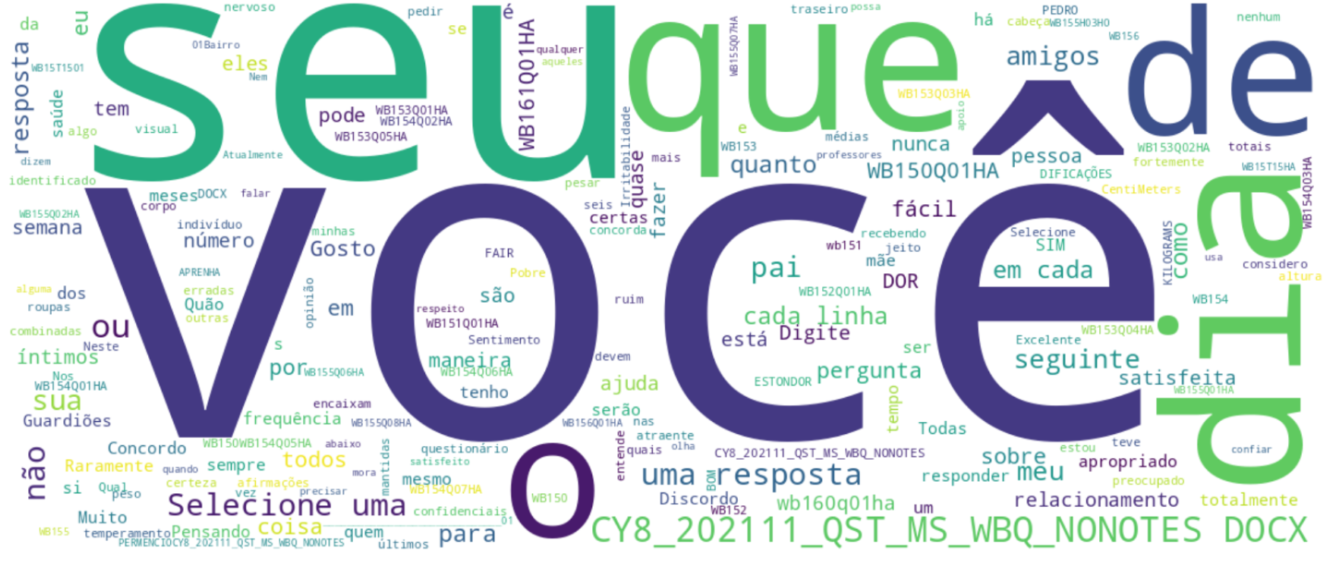 da
eu
nervoso
pedir
é
traseiro
possa
há
PEDRO
cabeça
WB155H03HO
WB156
nenhum
seu
que
de
01Bairro
eles
Nem
se
qualquer
aqueles
WB161Q01HA
WB155Q07HA
amigos
resposta
WB15T1501
saúde
tem
algo
visual
pode
WB153Q01HA
WB154Q02HA
WB153Q05HA
WB153Q03HA
apoio
e
WB153
médias
professores
nunca
Irritabilidade
quase
mais
quanto
WB150Q01HA
pessoa
WB153Q02HA
fortemente
totais
dizem
Atualmente
identificado
meses
DOCX
falar
corpo
pesar
seis
certas
concorda
fazer
fácil
DIFICAÇÕES
CentiMeters
WB15T15HA
WB154Q03HA
dia
você
WB155Q02HA
semana
indivíduo
número
minhas
Gosto
FAIR
wb151
recebendo
jeito
mãe
Selecione
SIM
em cada
KILOGRAMS
como
usa
considero
altura
APRENHA
alguma
dos
roupas
erradas
Quão
outras
opinião
em
Pobre
são
ruim
pai
DOR
WB152Q01HA
WB154
combinadas
ou
Neste
respeito
WB151Q01HA
Sentimento
cada linha
está
Digite
WB153Q04HA
Excelente
ser
íntimos
Nos
WB154Q01HA
s
por
WB155Q06HA
maneira
WB154Q06HA
tenho
devem
ajuda
ESTONDOR
pergunta
seguinte
satisfeita
WB155Q01HA
sua
Guardiões
encaixam
frequência
WB155Q08HA
serão
WB156Q01HA
nas
tempo
Todas
Concordo
WB150WB154Q05HA
abaixo
questionário
atraente
entende
quais
olha
CY8_202111_QST_MS_WBQ_NONOTES
sobre
estou
teve
confiar
não
Raramente
quando
sempre
todos
mantidas
satisfeito
mesmo
o
uma resposta
BOM
responder
meu
apropriado
preocupado
si
Qual
peso
certeza
afirmações
mora
WB154Q07HA
WB150
Discordo
WB152
wb160q01ha
um
relacionamento
totalmente
Muito
vez
precisar
Selecione uma
confidenciais
WB155
temperamento
Pensando
coisa
01
quem
para
CY8_202111_QST_MS_WBQ_NONOTES DOCX
PERMENCIOCY8_202111_QST_MS_WBQ_NONOTES
últimos